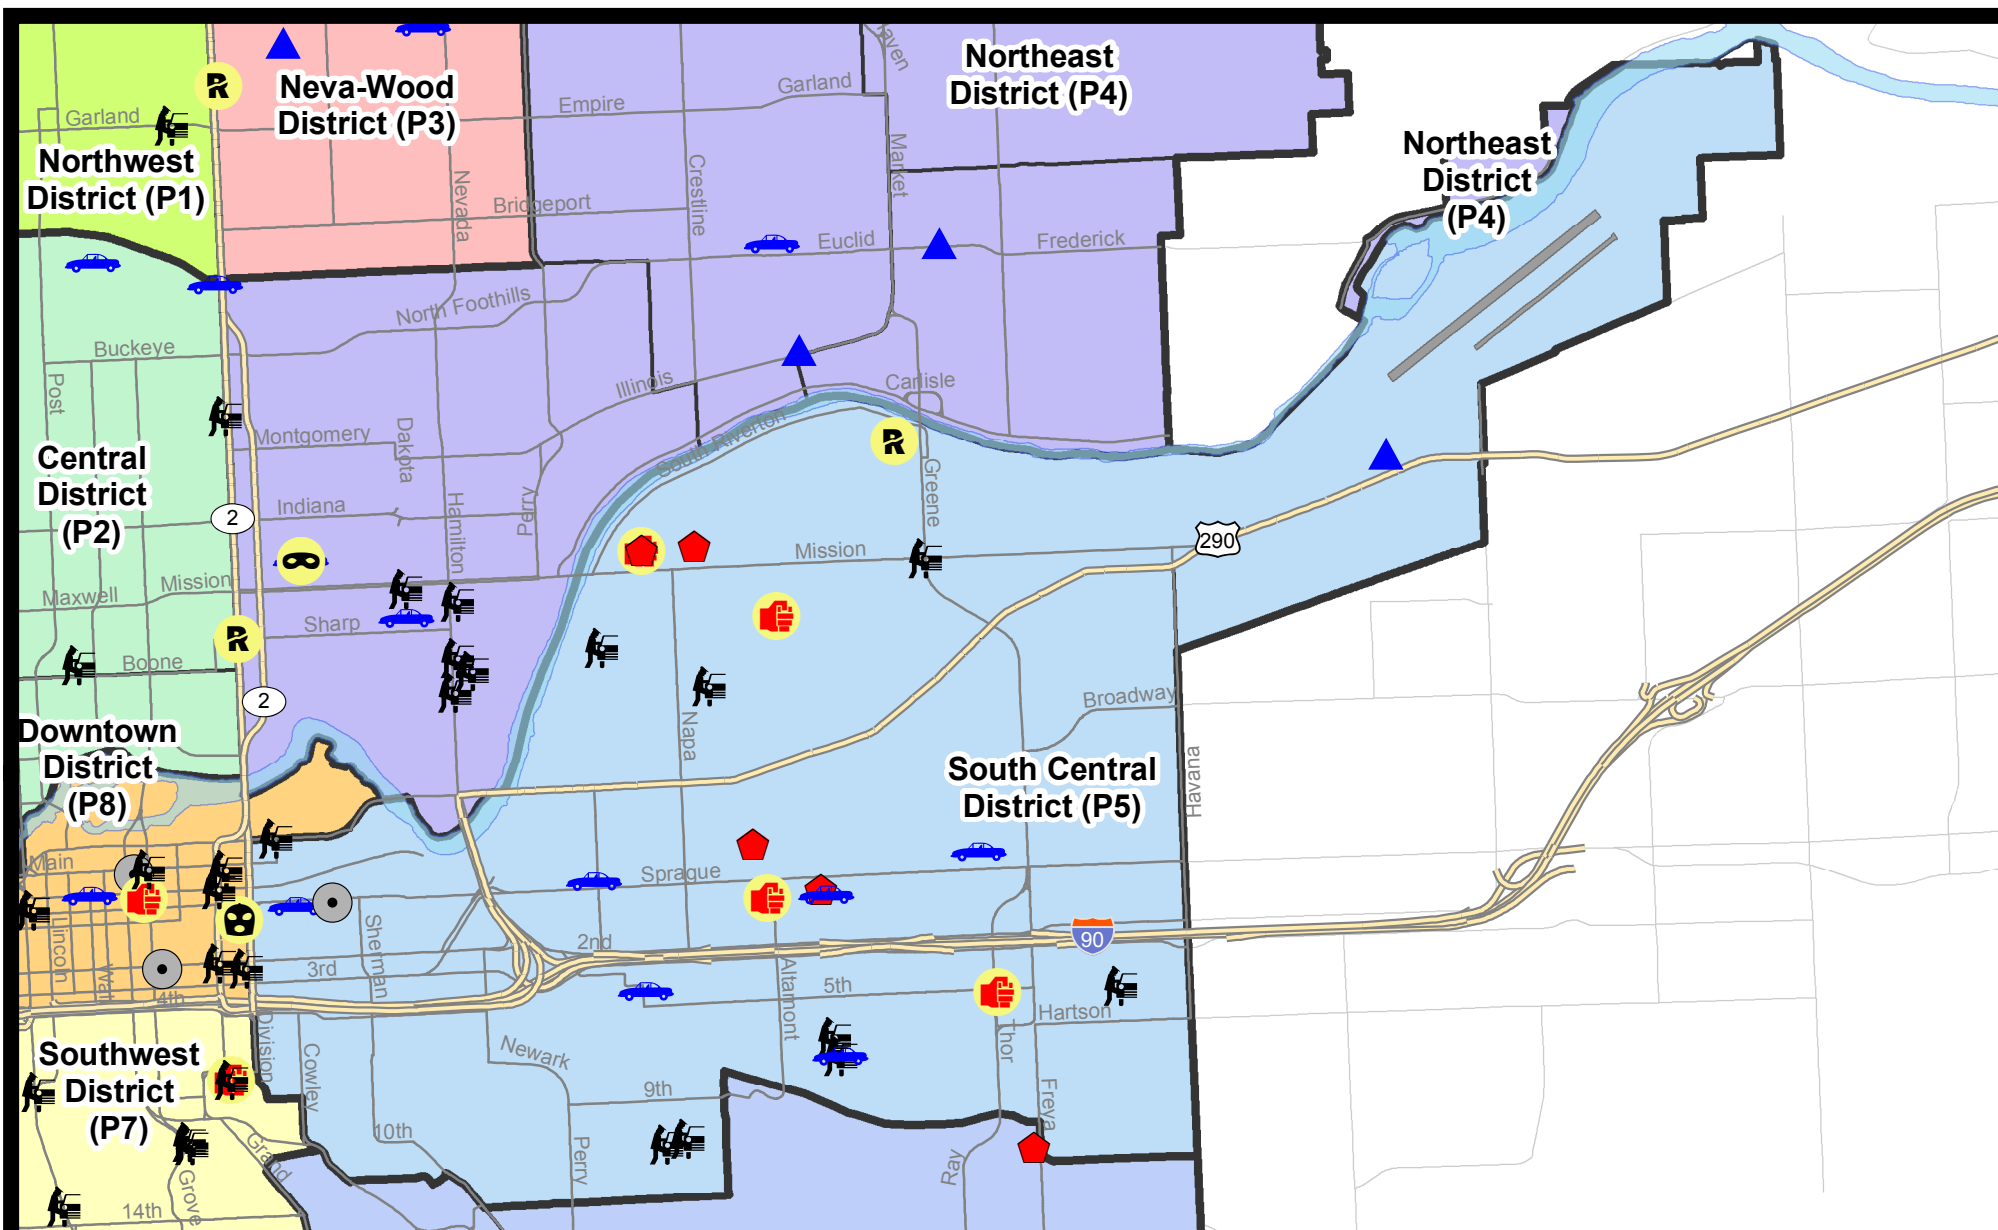 Northeast
District (P4)
Neva-Wood
District (P3)
Northwest
District (P1)
Northeast
District
(P4)
Central
District
(P2)
Downtown
District
(P8)
South Central
District (P5)
Southwest
District
(P7)
Garland
Empire
Garland
Market
Crestline
Nevada
Bridgeport
Euclid
Frederick
North Foothills
Buckeye
Post
Illinois
Carlisle
South Riverton
Montgomery
Dakota
Greene
Indiana
Hamilton
Perry
2
290
Mission
Mission
Maxwell
Sharp
Boone
2
Napa
Broadway
Havana
Main
Sprague
Sherman
2nd
90
3rd
4th
5th
Altamont
Hartson
Thor
Division
Cowley
Newark
9th
Freya
10th
Perry
Ray
Grand
Grove
14th